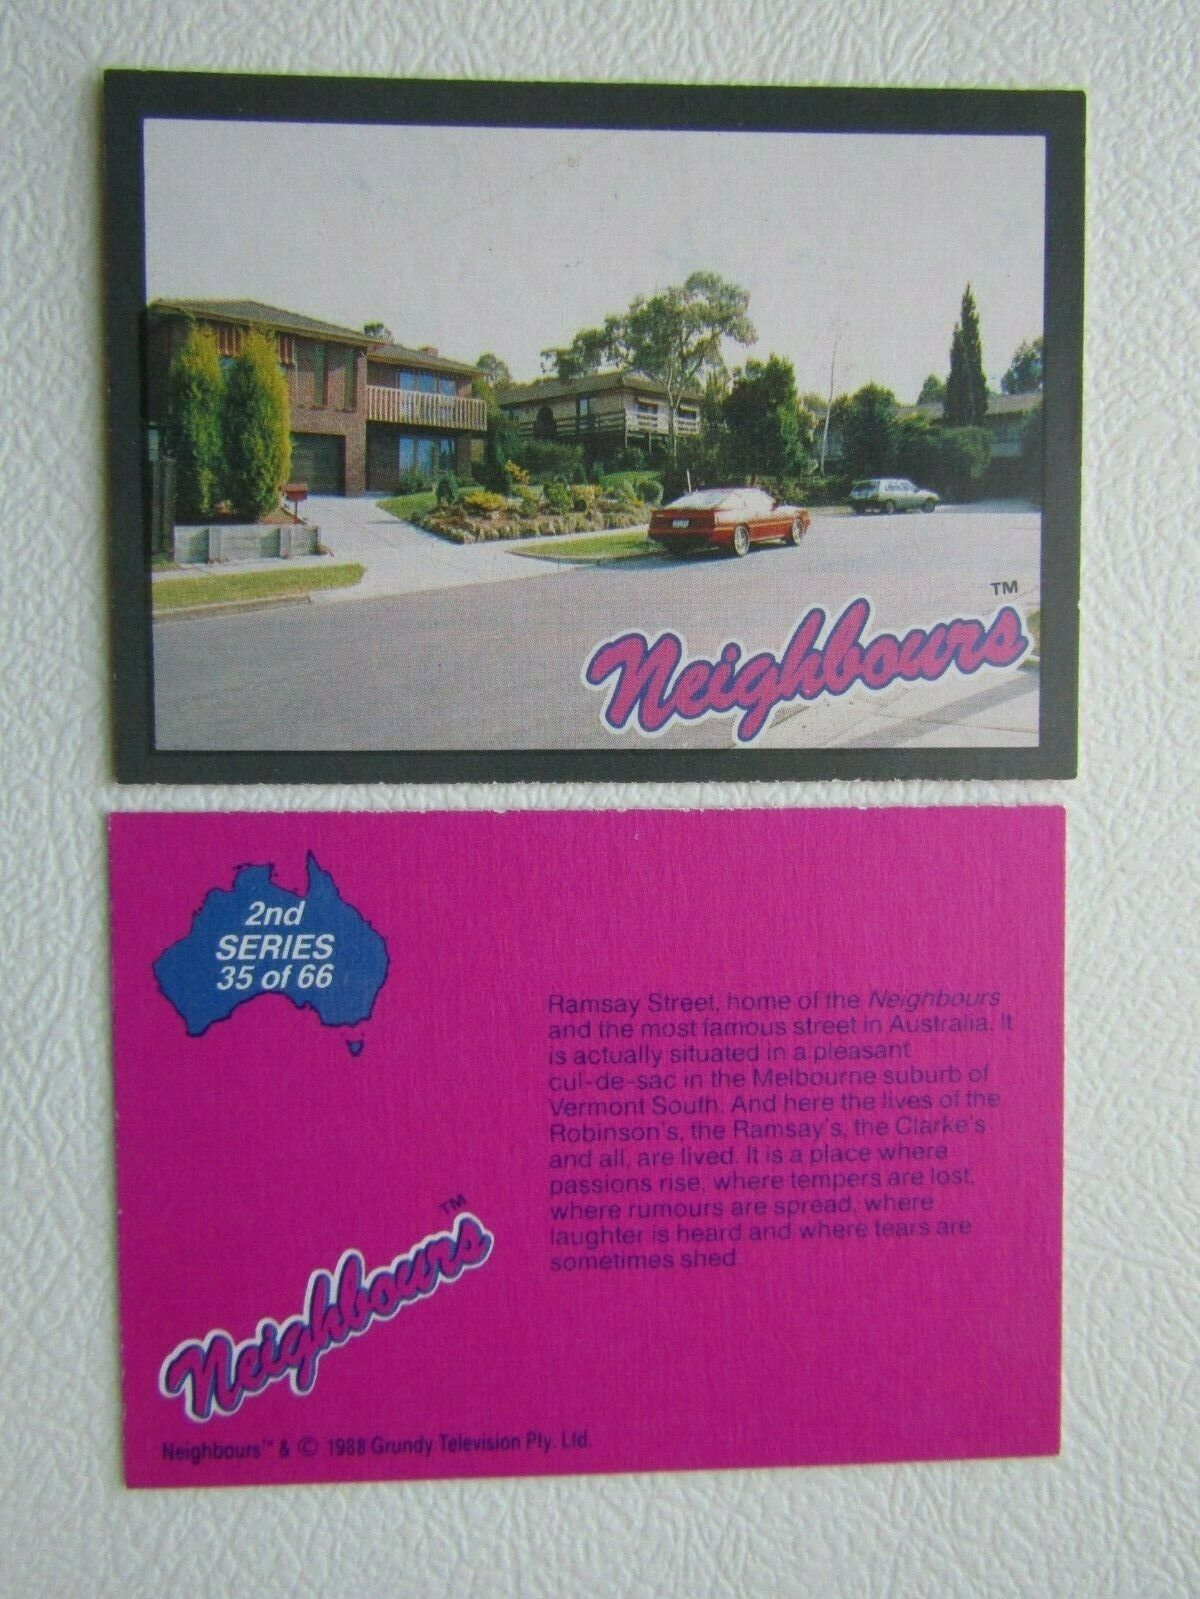 TM
Neighbours
2nd
SERIES
35 of 66
Ramsay Street, home of the Neighbours
and the most famous street in Australia. It
is actually situated in a pleasant
cul-de-sac in the Melbourne suburb of
Vermont South. And here the lives of the
Robinson's, the Ramsay's, the Clarke's
and all, are lived. It is a place where
passions rise, where tempers are lost,
where rumours are spread, where
laughter is heard and where tears are
sometimes shed.
TM
Neighbours
Neighbours™ & © 1988 Grundy Television Pty. Ltd.